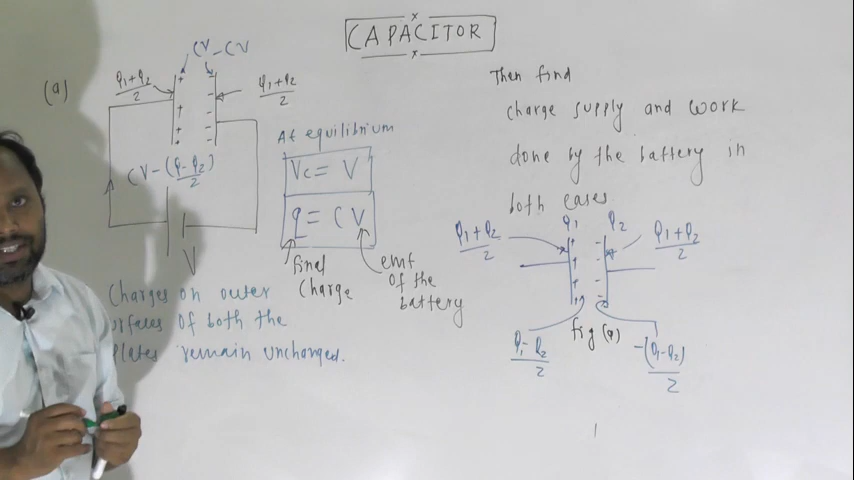 CAPACITOR
(a)
CV -CV
Q1+Q2/2
Q1+Q2/2
+ -
CV-(Q1-Q2/2)
V
At equilibrium
Vc = V
q = CV
final charge
emf of the battery
Charges on outer
of both the
plates remain unchanged.
Then find
charge supply and work
done by the battery in
both cases
Q1 Q2
Q1+Q2/2
Q1+Q2/2
+ -
fig (a)
Q1-Q2/2
-(Q1-Q2)/2